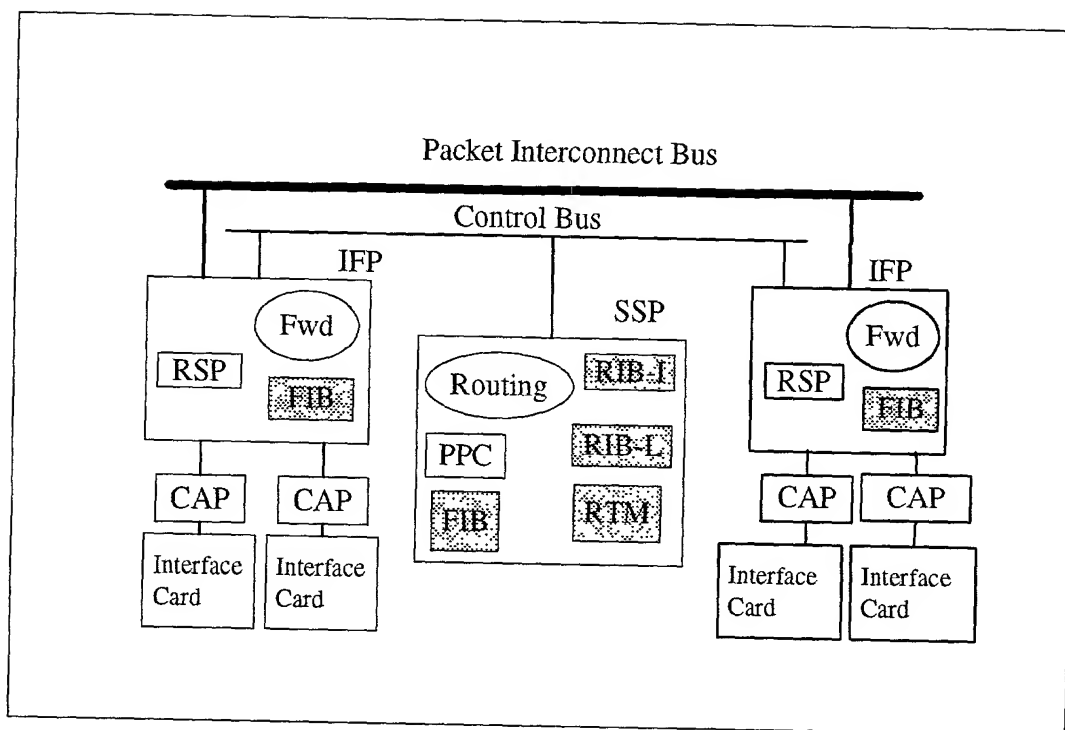 Packet Interconnect Bus
Control Bus
IFP
IFP
SSP
Fwd
RSP
FIB
Routing
RIB-I
PPC
RIB-L
FIB
RTM
Fwd
RSP
FIB
CAP
CAP
CAP
CAP
Interface
Card
Interface
Card
Interface
Card
Interface
Card